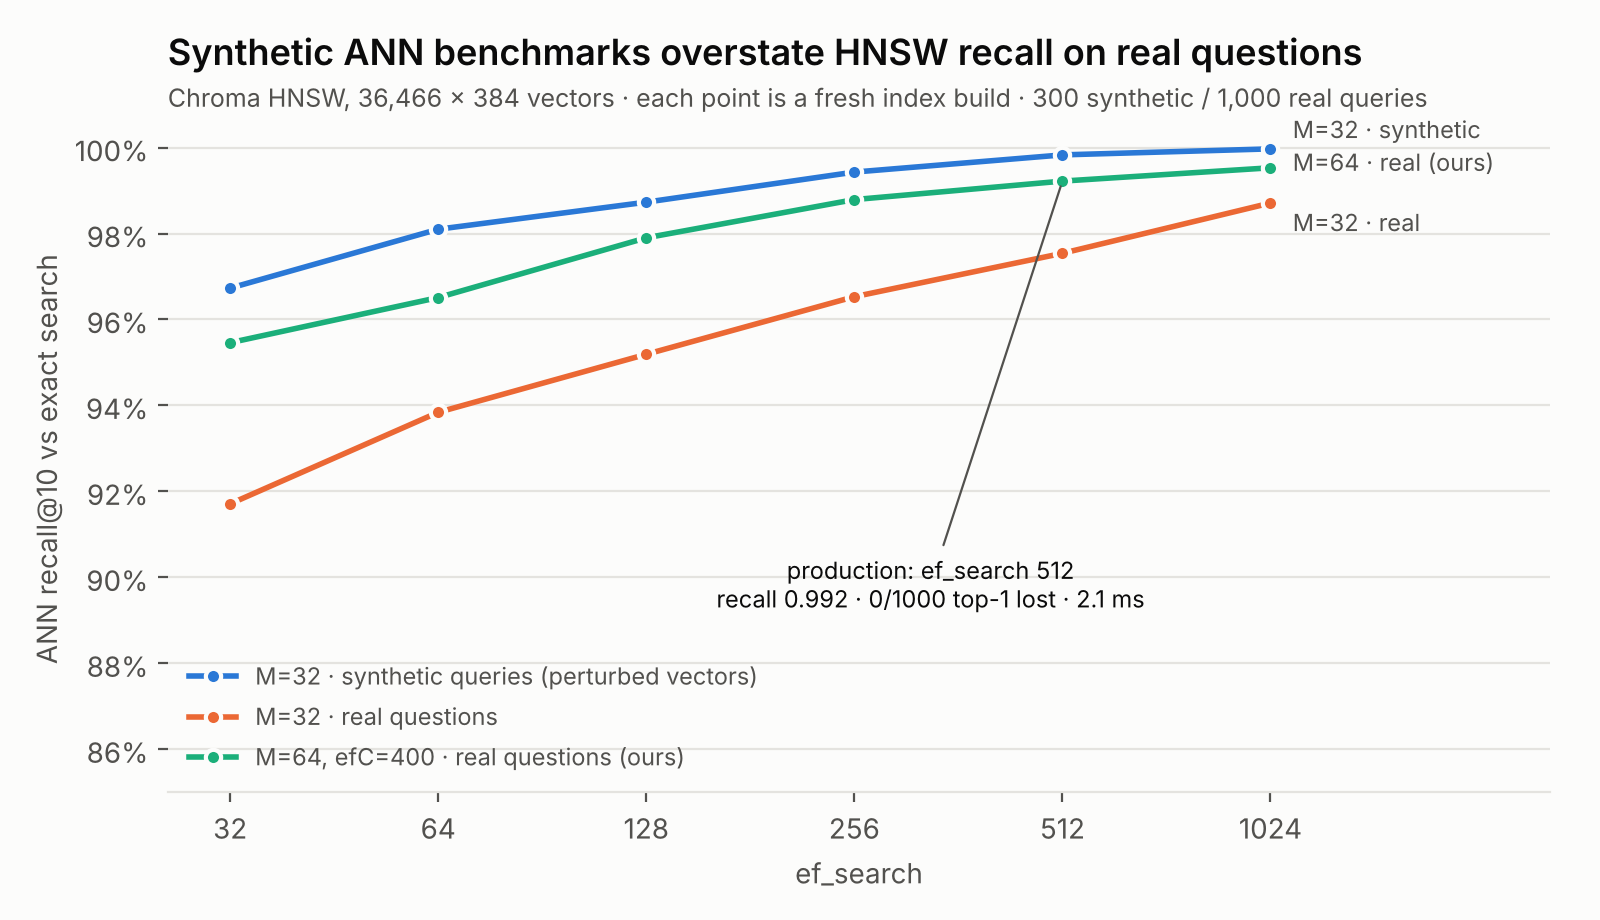 Synthetic ANN benchmarks overstate HNSW recall on real questions
Chroma HNSW, 36,466 × 384 vectors · each point is a fresh index build · 300 synthetic / 1,000 real queries
M=32 · synthetic
M=64 · real (ours)
M=32 · real
100%
98%
96%
94%
92%
90%
88%
86%
ANN recall@10 vs exact search
production: ef_search 512
recall 0.992 · 0/1000 top-1 lost · 2.1 ms
M=32 · synthetic queries (perturbed vectors)
M=32 · real questions
M=64, efC=400 · real questions (ours)
32 64 128 256 512 1024
ef_search